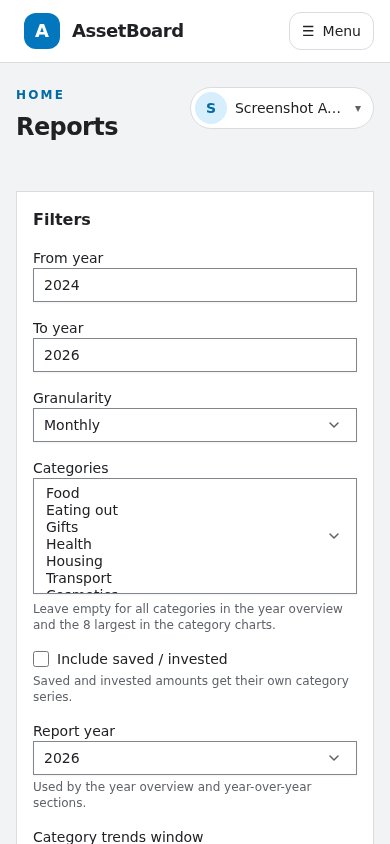 A AssetBoard
☰ Menu
HOME
Reports
S Screenshot A... ▾
Filters
From year
2024
To year
2026
Granularity
Monthly
Categories
Food
Eating out
Gifts
Health
Housing
Transport
Cosmetics
Leave empty for all categories in the year overview
and the 8 largest in the category charts.
Include saved / invested
Saved and invested amounts get their own category
series.
Report year
2026
Used by the year overview and year-over-year
sections.
Category trends window